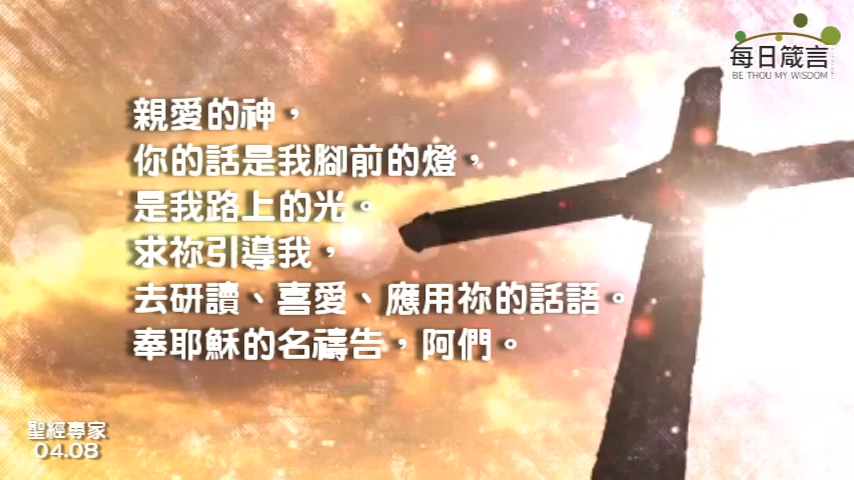 每日箴言
BE THOU MY WISDOM
親愛的神，
你的話是我腳前的燈，
是我路上的光。
求祢引導我，
去研讀、喜愛、應用祢的話語。
奉耶穌的名禱告，阿們。
聖經專家
04.08